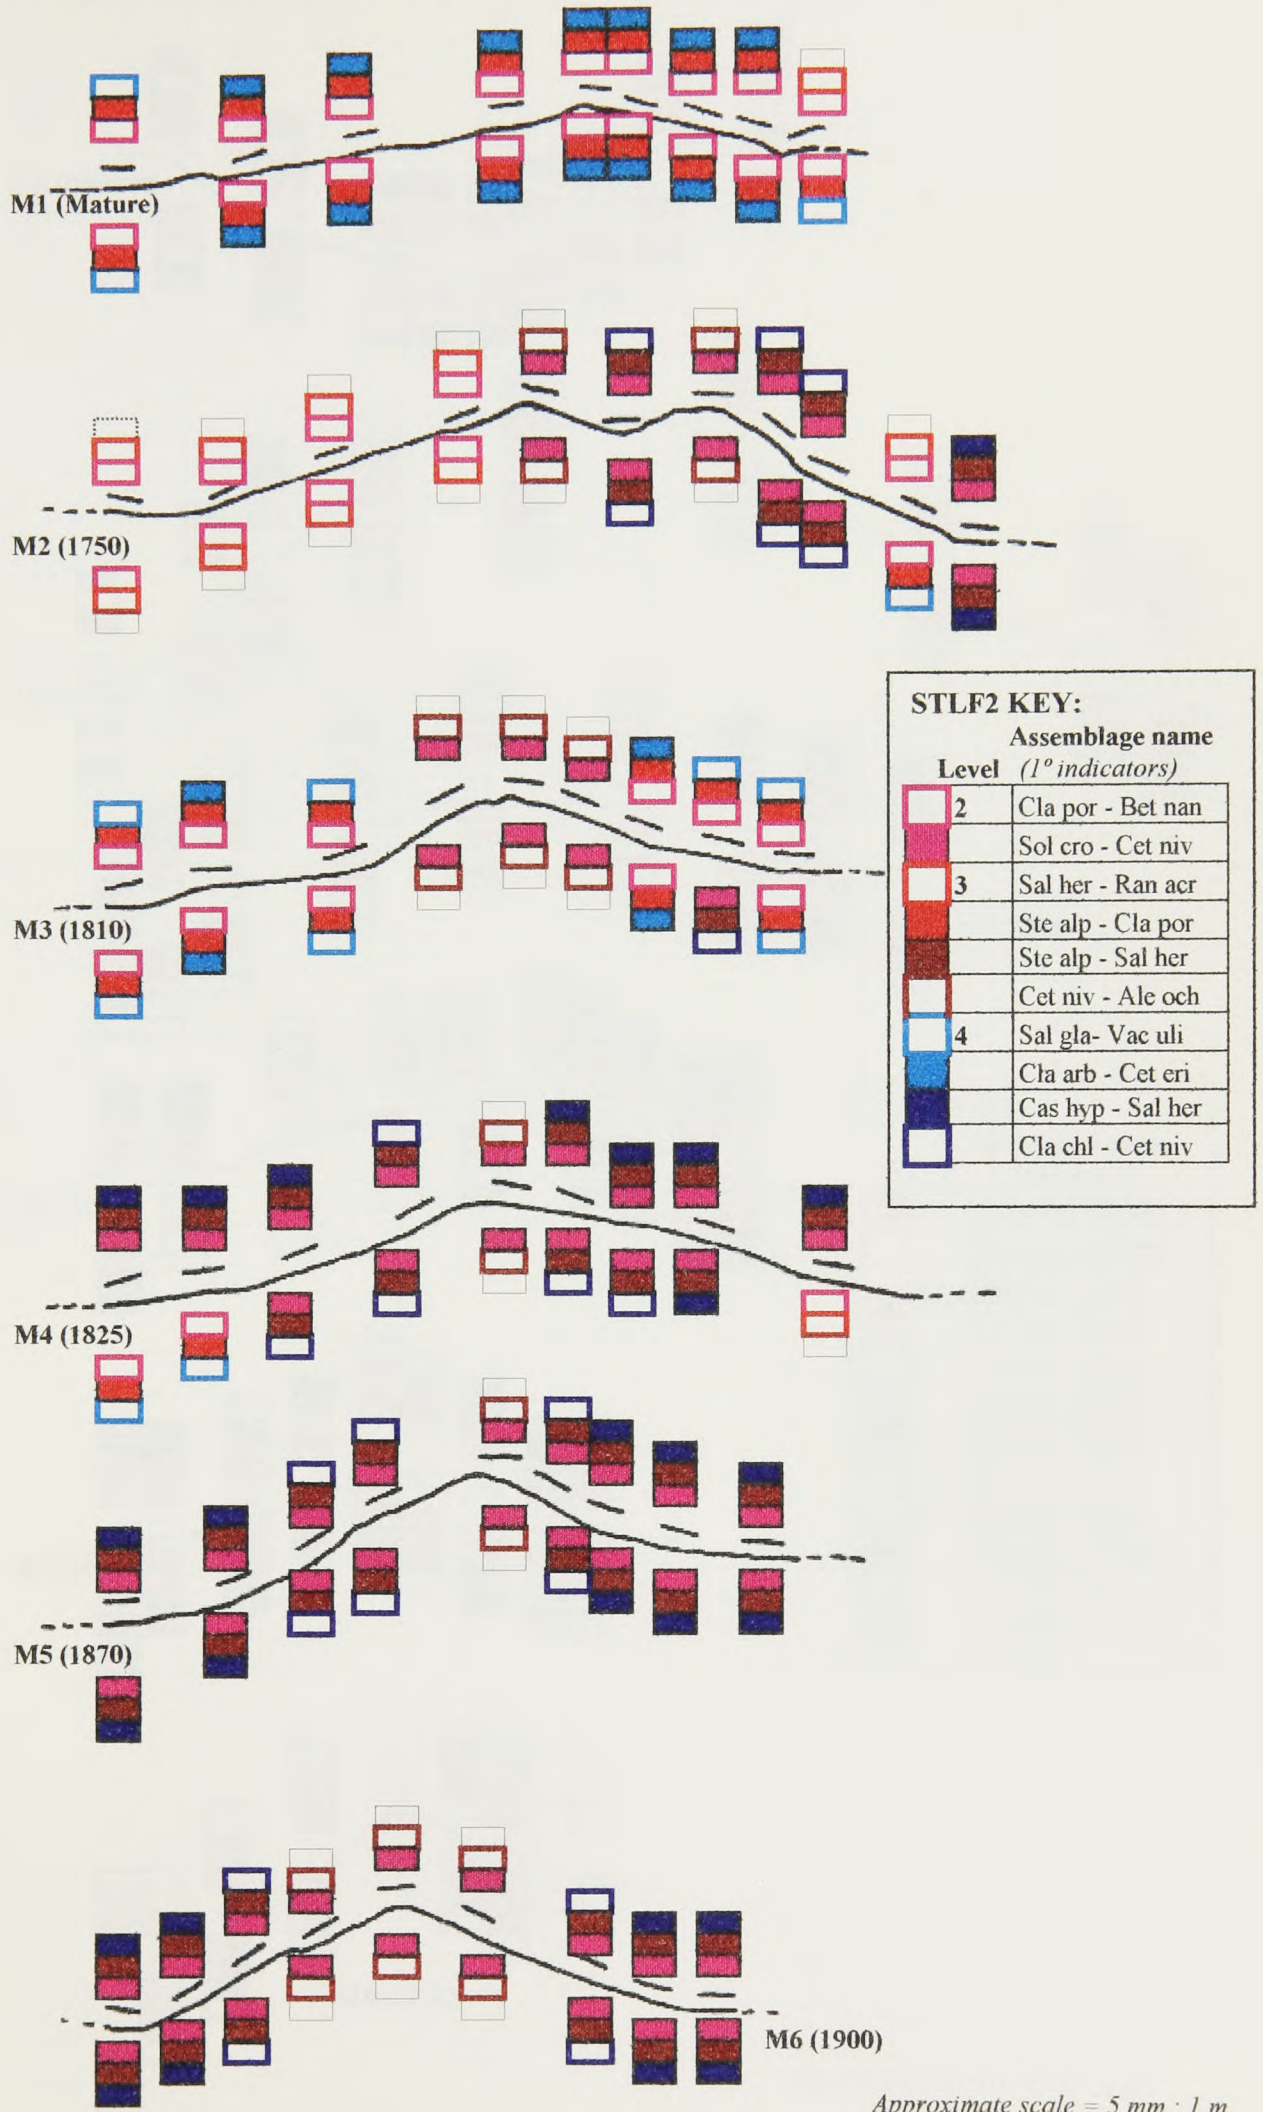 M1 (Mature)
M2 (1750)
STLF2 KEY:
Assemblage name
Level (1º indicators)
2 Cla por - Bet nan
Sol cro - Cet niv
3 Sal her - Ran acr
Ste alp - Cla por
Ste alp - Sal her
Cet niv - Ale och
4 Sal gla- Vac uli
Cla arb - Cet eri
Cas hyp - Sal her
Cla chl - Cet niv
M3 (1810)
M4 (1825)
M5 (1870)
M6 (1900)
Approximate scale = 5 mm : 1 m